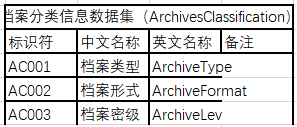 档案分类信息数据集（ArchivesClassification）
标识符 中文名称 英文名称 备注
AC001 档案类型 ArchiveType
AC002 档案形式 ArchiveFormat
AC003 档案密级 ArchiveLev